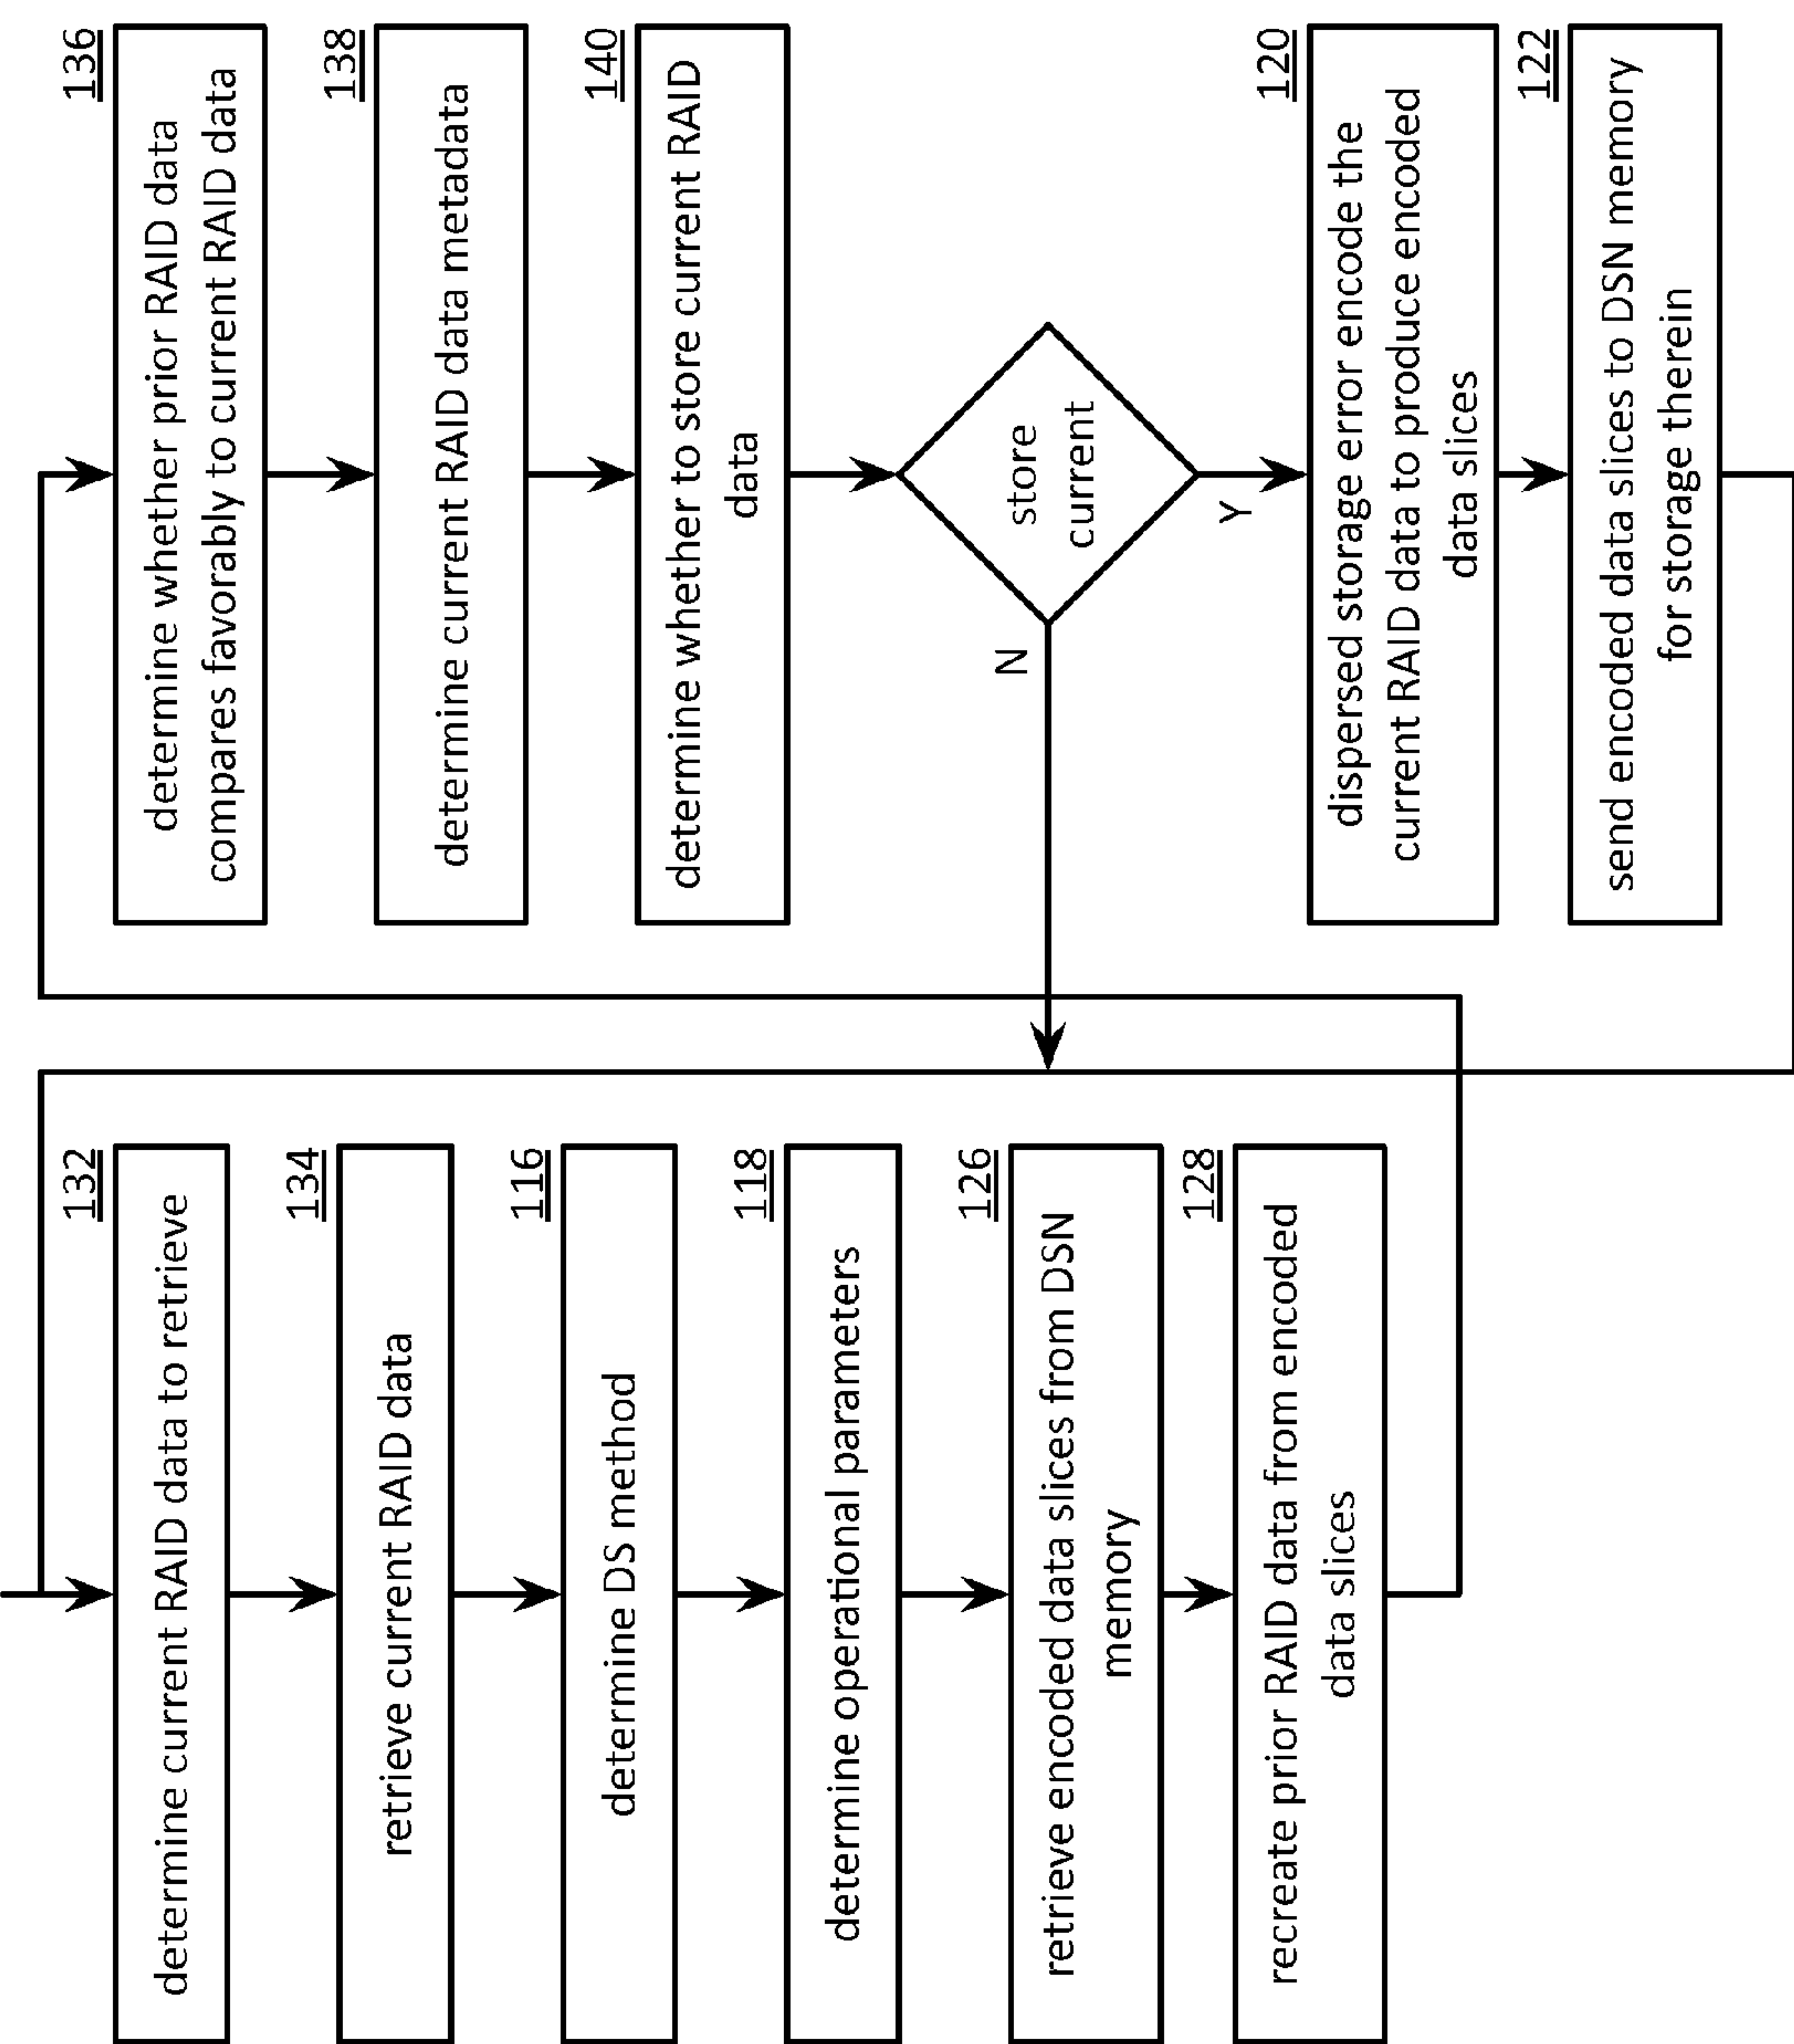 132
determine current RAID data to retrieve
134
retrieve current RAID data
116
determine DS method
118
determine operational parameters
126
retrieve encoded data slices from DSN
memory
128
recreate prior RAID data from encoded
data slices
136
determine whether prior RAID data
compares favorably to current RAID data
138
determine current RAID data metadata
140
determine whether to store current RAID
data
store
current
N
Y
120
dispersed storage error encode the
current RAID data to produce encoded
data slices
122
send encoded data slices to DSN memory
for storage therein